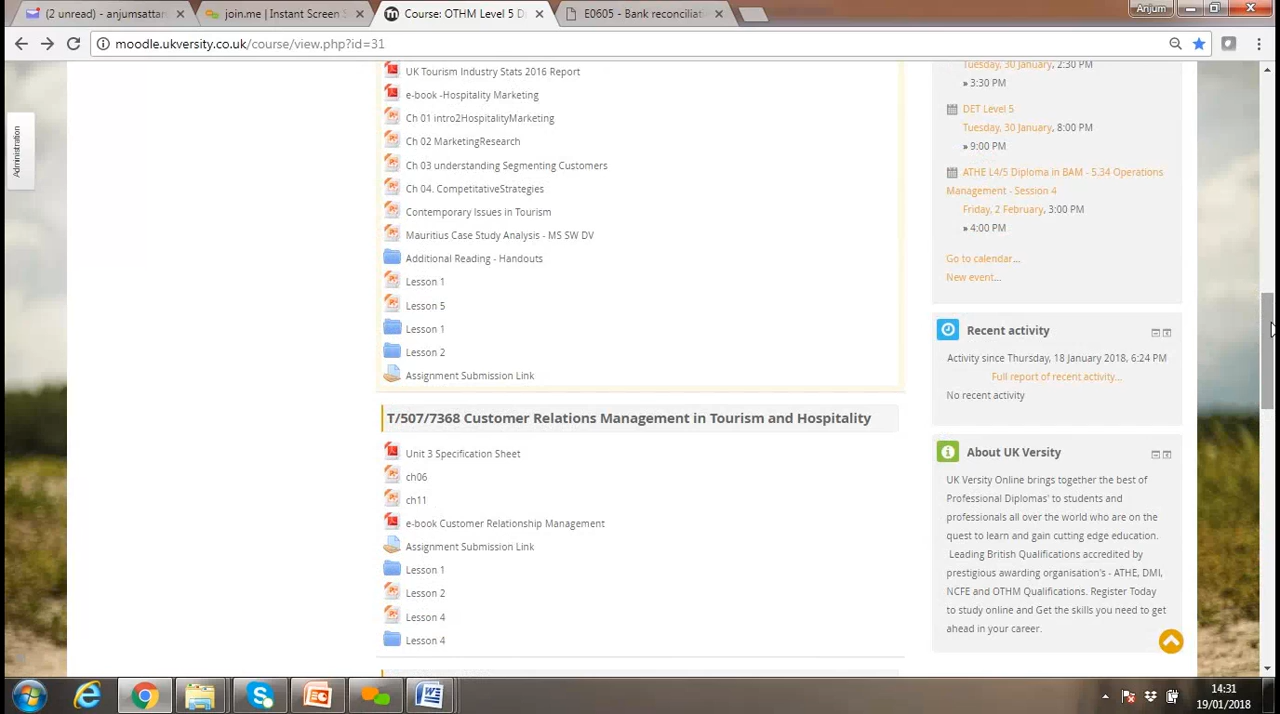 (2 unread) - anjumsattar
join.me | Instant Screen S
Course: OTHM Level 5 D
E0605 - Bank reconciliat
Anjum
moodle.ukversity.co.uk/course/view.php?id=31
Administration
UK Tourism Industry Stats 2016 Report
e-book -Hospitality Marketing
Ch 01 intro2HospitalityMarketing
Ch 02 MarketingResearch
Ch 03 understanding Segmenting Customers
Ch 04. CompetitativeStrategies
Contemporary Issues in Tourism
Mauritius Case Study Analysis - MS SW DV
Additional Reading - Handouts
Lesson 1
Lesson 5
Lesson 1
Lesson 2
Assignment Submission Link
T/507/7368 Customer Relations Management in Tourism and Hospitality
Unit 3 Specification Sheet
ch06
ch11
e-book Customer Relationship Management
Assignment Submission Link
Lesson 1
Lesson 2
Lesson 4
Lesson 4
Tuesday, 30 January, 2:30 PM
» 3:30 PM
DET Level 5
Tuesday, 30 January, 8:00 PM
» 9:00 PM
ATHE L4/5 Diploma in BAM - 5.34 Operations
Management - Session 4
Friday, 2 February, 3:00 PM
» 4:00 PM
Go to calendar...
New event...
Recent activity
Activity since Thursday, 18 January 2018, 6:24 PM
Full report of recent activity...
No recent activity
About UK Versity
UK Versity Online brings together the best of
Professional Diplomas' to students and
professionals all over the world who are on the
quest to learn and gain cutting edge education.
Leading British Qualifications accredited by
prestigious awarding organisation's - ATHE, DMI,
NCFE and OTHM Qualifications. Register Today
to study online and Get the skills you need to get
ahead in your career.
14:31
19/01/2018